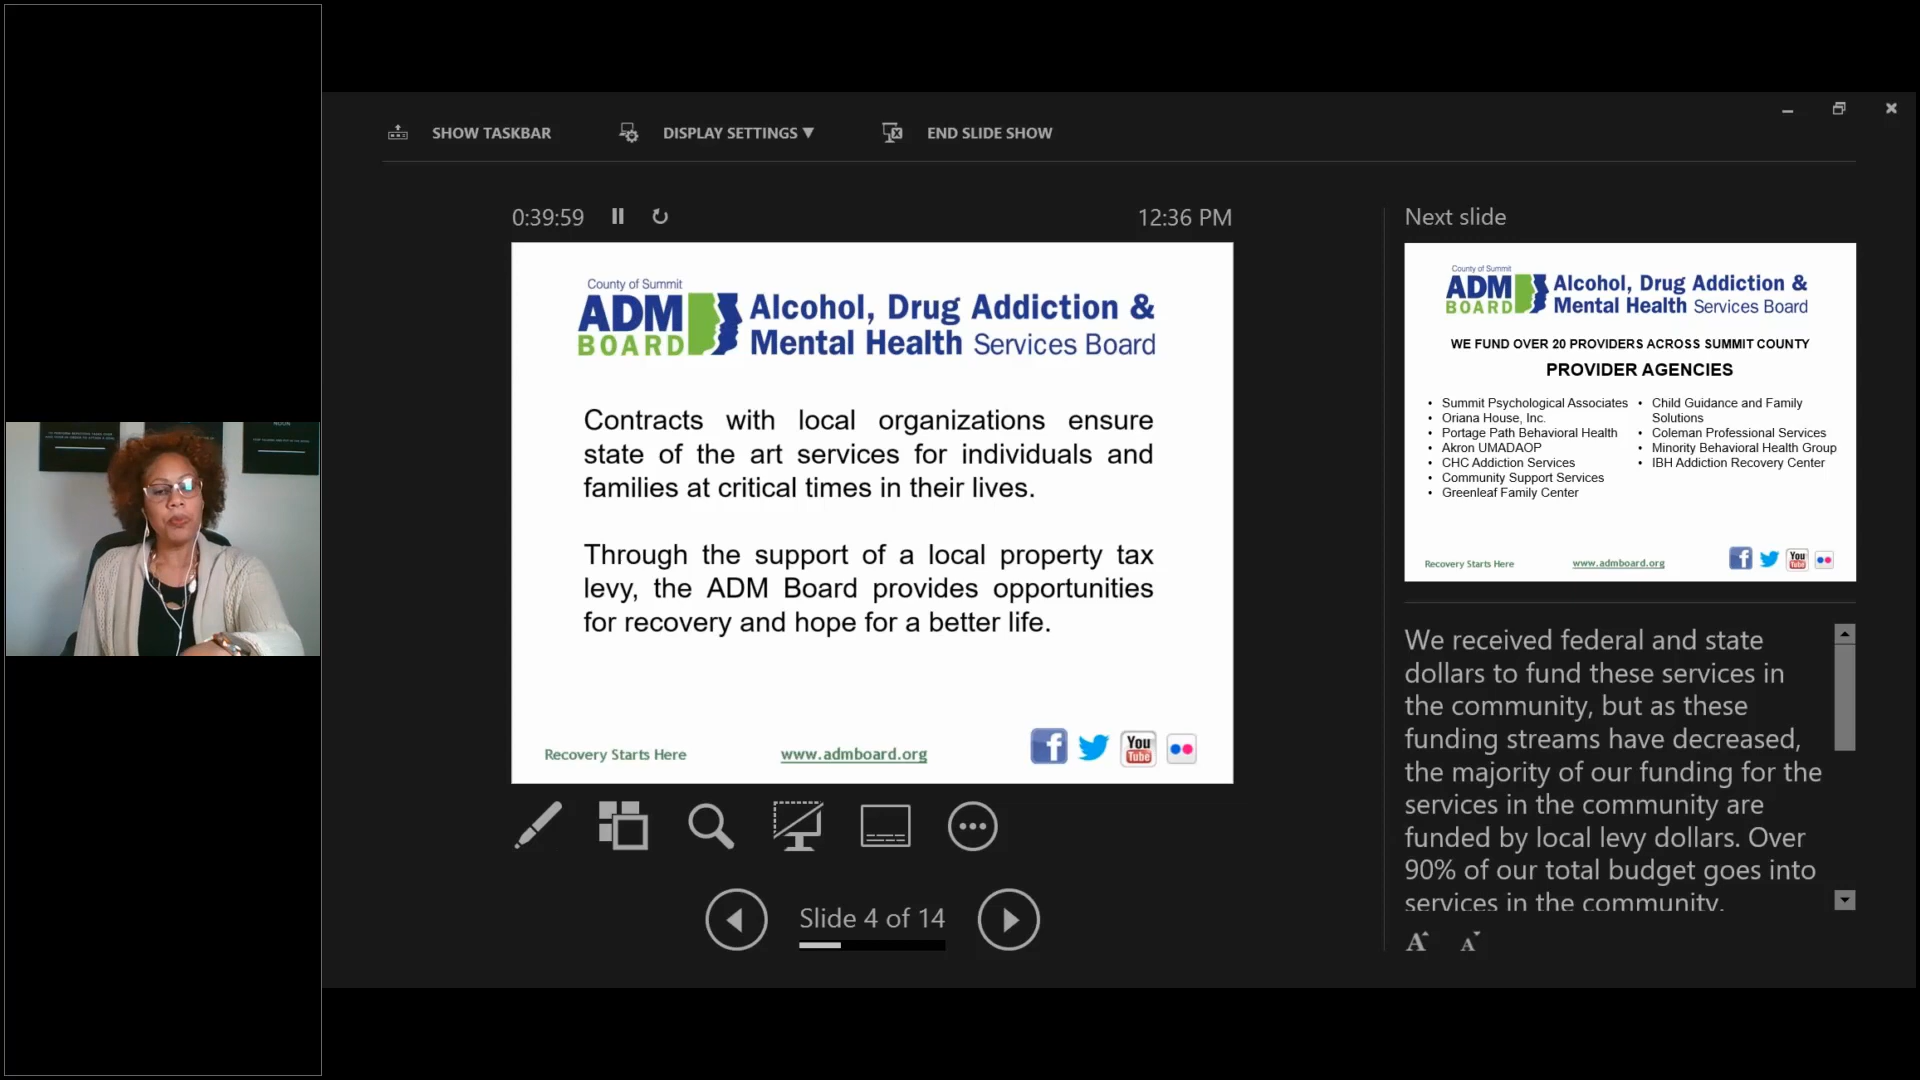 SHOW TASKBAR
DISPLAY SETTINGS ▼
END SLIDE SHOW
0:39:59
12:36 PM
County of Summit
ADM BOARD
Alcohol, Drug Addiction &
Mental Health Services Board
Contracts with local organizations ensure
state of the art services for individuals and
families at critical times in their lives.
Through the support of a local property tax
levy, the ADM Board provides opportunities
for recovery and hope for a better life.
Recovery Starts Here
www.admboard.org
f
You
Tube
Slide 4 of 14
Next slide
County of Summit
ADM BOARD
Alcohol, Drug Addiction &
Mental Health Services Board
WE FUND OVER 20 PROVIDERS ACROSS SUMMIT COUNTY
PROVIDER AGENCIES
• Summit Psychological Associates
• Oriana House, Inc.
• Portage Path Behavioral Health
• Akron UMADAOP
• CHC Addiction Services
• Community Support Services
• Greenleaf Family Center
• Child Guidance and Family
Solutions
• Coleman Professional Services
• Minority Behavioral Health Group
• IBH Addiction Recovery Center
Recovery Starts Here
www.admboard.org
f
You
Tube
We received federal and state
dollars to fund these services in
the community, but as these
funding streams have decreased,
the majority of our funding for the
services in the community are
funded by local levy dollars. Over
90% of our total budget goes into
services in the community.
A
A